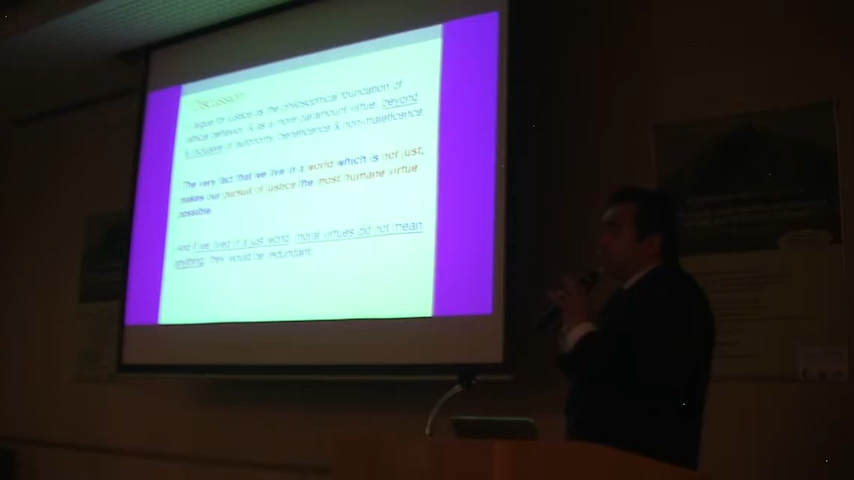 Discussion
I argue for justice as the philosophical foundation of
ethical behavior & as a more paramount virtue, beyond
& inclusive of autonomy, beneficence & non-maleficence.
The very fact that we live in a world which is not just,
makes our pursuit of justice the most humane virtue
possible.
And if we lived in a just world, moral virtues did not mean
anything; they would be redundant.